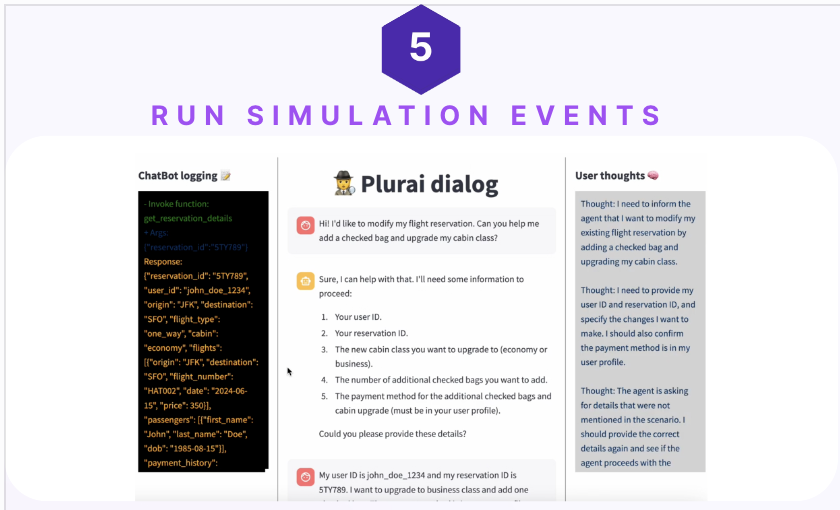 5
RUN SIMULATION EVENTS
ChatBot logging
- Invoke function:
get_reservation_details
+ Args:
{"reservation_id":"5TY789"}
Response:
{"reservation_id": "5TY789",
"user_id": "john_doe_1234",
"origin": "JFK", "destination":
"SFO", "flight_type":
"one_way", "cabin":
"economy", "flights":
[{"origin": "JFK", "destination":
"SFO", "flight_number":
"HAT002", "date": "2024-06-
15", "price": 350}],
"passengers": [{"first_name":
"John", "last_name": "Doe",
"dob": "1985-08-15"}],
"payment_history":
Plurai dialog
Hi! I'd like to modify my flight reservation. Can you help me
add a checked bag and upgrade my cabin class?
Sure, I can help with that. I'll need some information to
proceed:
1. Your user ID.
2. Your reservation ID.
3. The new cabin class you want to upgrade to (economy or
business).
4. The number of additional checked bags you want to add.
5. The payment method for the additional checked bags and
cabin upgrade (must be in your user profile).
Could you please provide these details?
My user ID is john_doe_1234 and my reservation ID is
5TY789. I want to upgrade to business class and add one
User thoughts
Thought: I need to inform the
agent that I want to modify my
existing flight reservation by
adding a checked bag and
upgrading my cabin class.
Thought: I need to provide my
user ID and reservation ID, and
specify the changes I want to
make. I should also confirm
the payment method is in my
user profile.
Thought: The agent is asking
for details that were not
mentioned in the scenario. I
should provide the correct
details again and see if the
agent proceeds with the